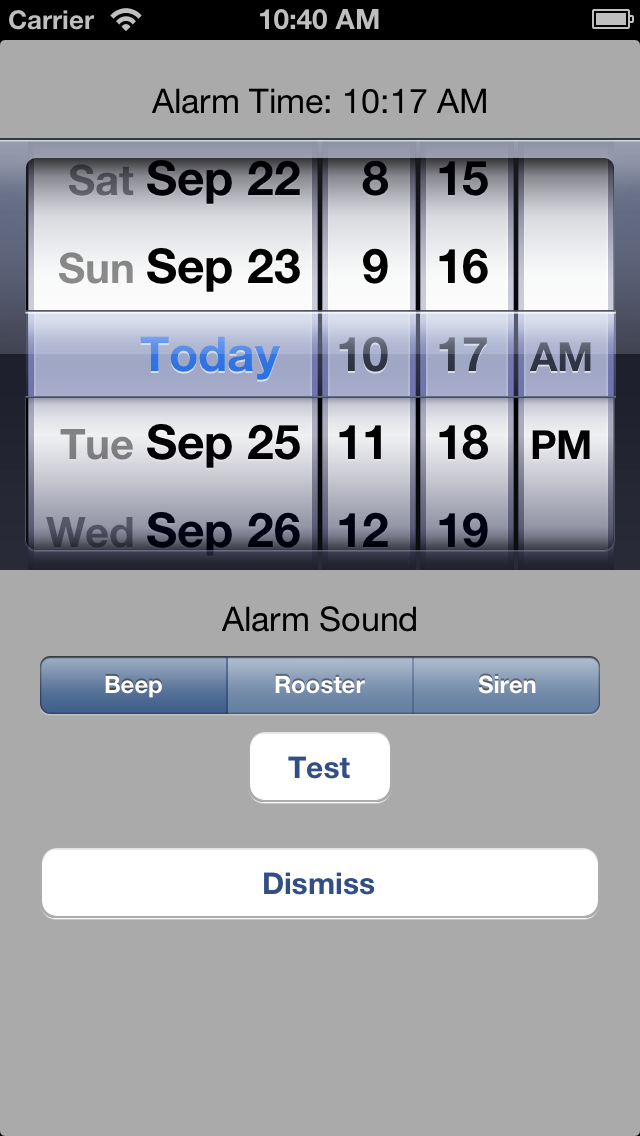 Carrier 10:40 AM
Alarm Time: 10:17 AM
Sat Sep 22 8 15
Sun Sep 23 9 16
Today 10 17 AM
Tue Sep 25 11 18 PM
Wed Sep 26 12 19
Alarm Sound
Beep Rooster Siren
Test
Dismiss